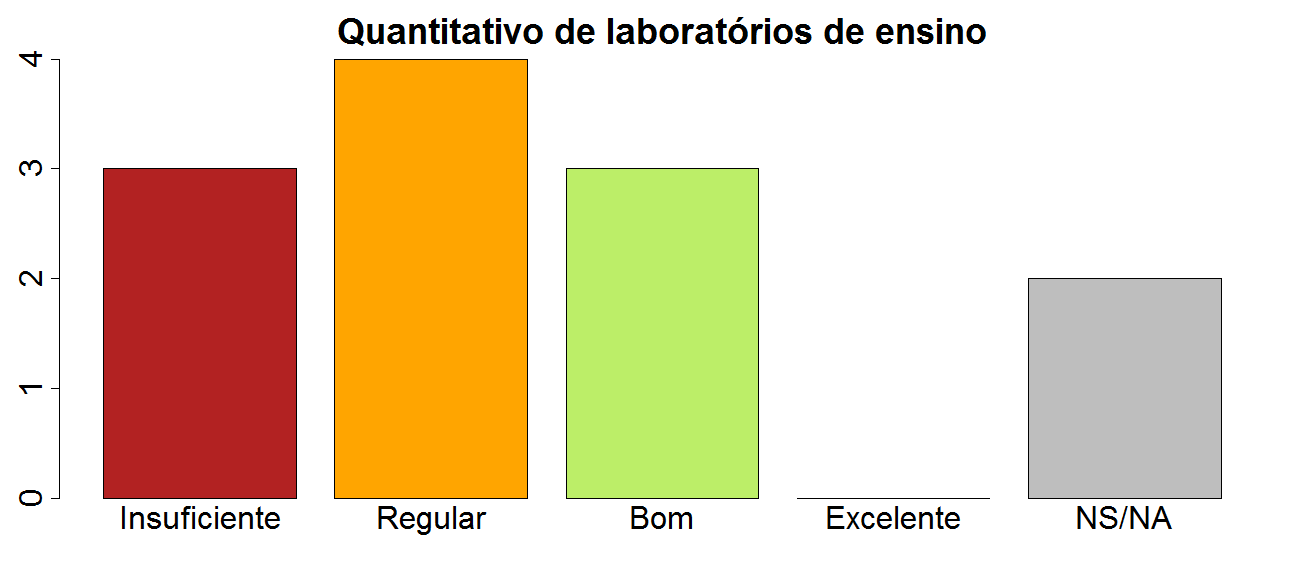 Quantitativo de laboratórios de ensino
4
3
2
1
0
Insuficiente Regular Bom Excelente NS/NA